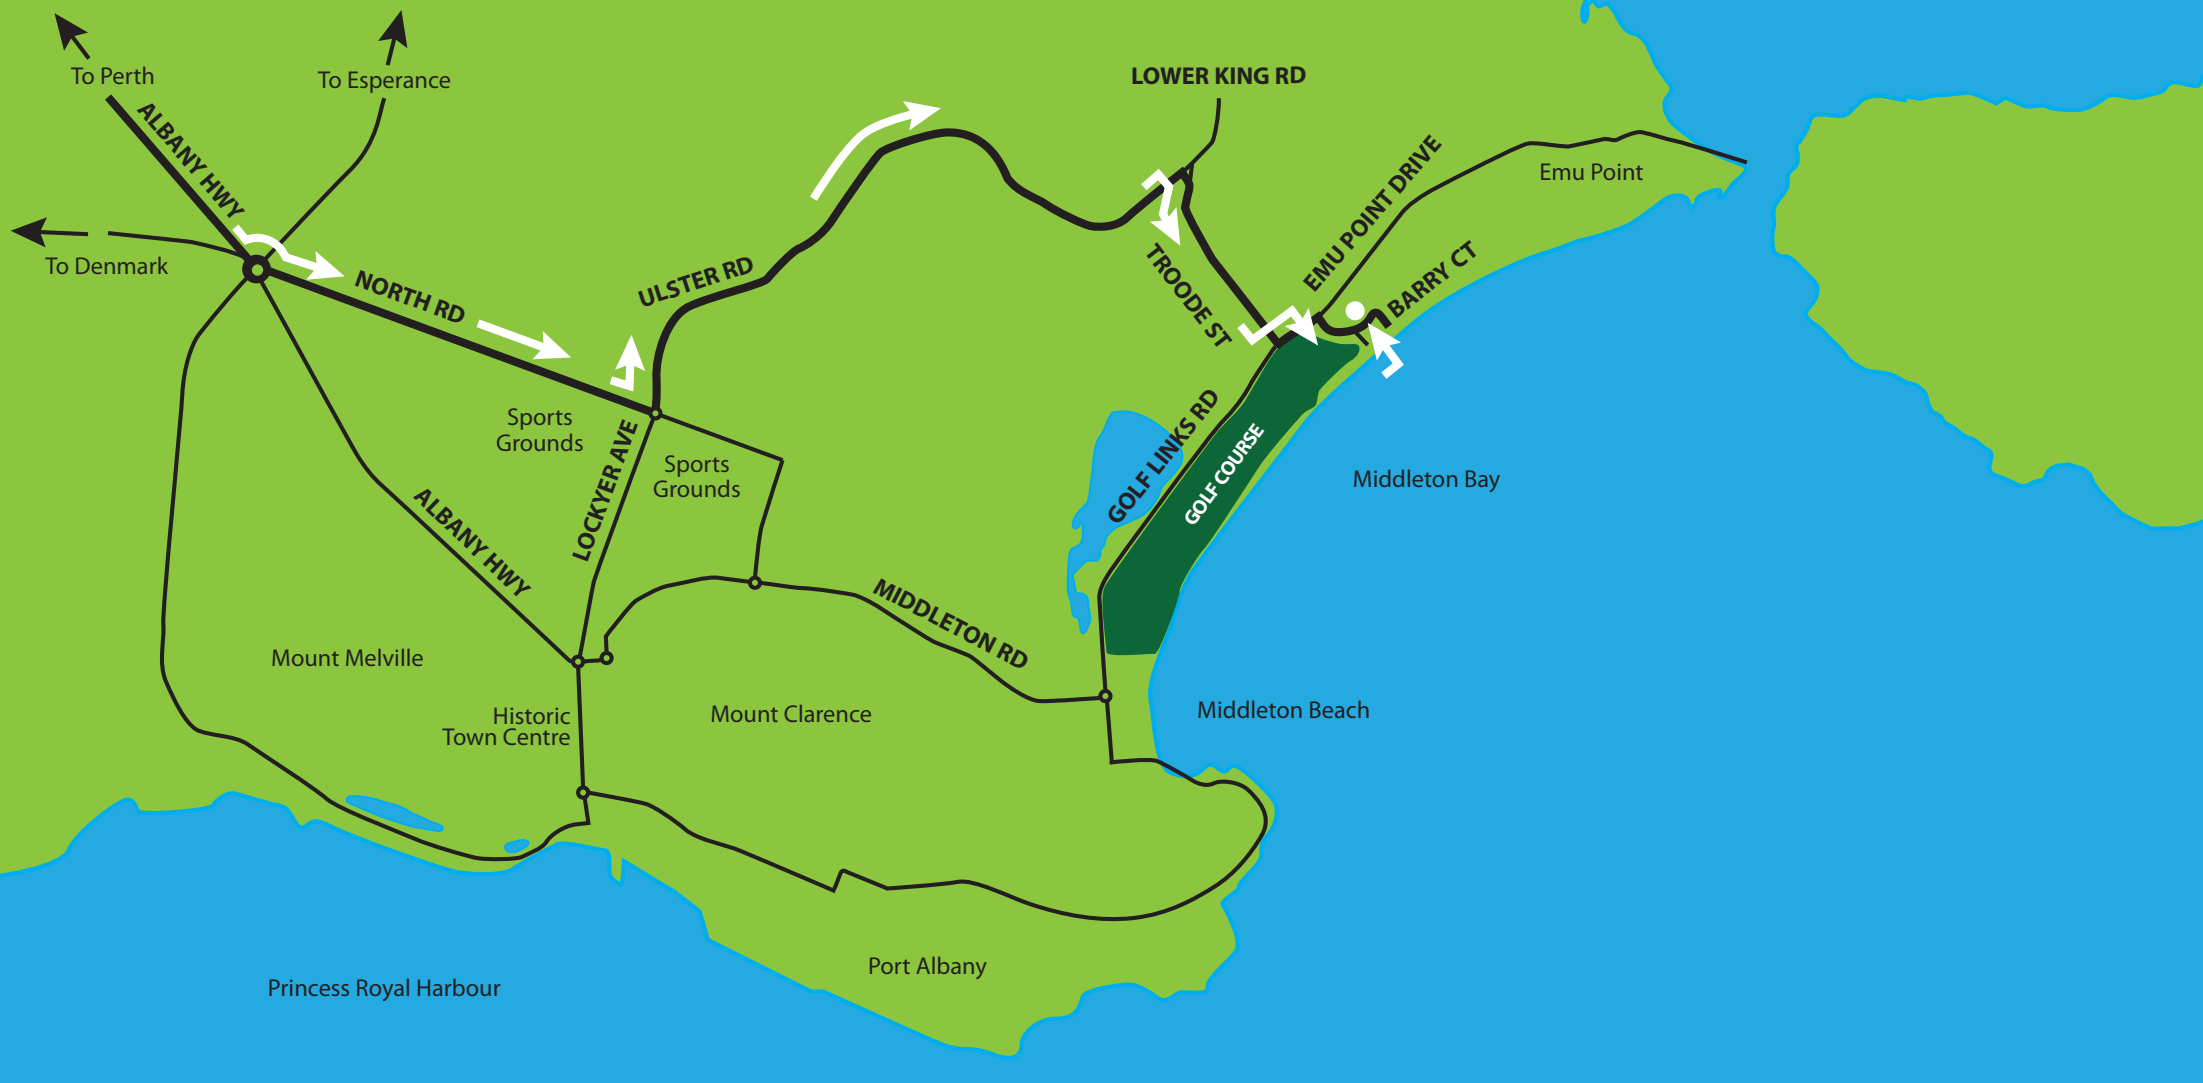 To Perth
To Esperance
LOWER KING RD
ALBANY HWY
EMU POINT DRIVE
Emu Point
To Denmark
NORTH RD
ULSTER RD
TROODE ST
BARRY CT
Sports
Grounds
LOCKYER AVE
Sports
Grounds
GOLF LINKS RD
GOLF COURSE
Middleton Bay
ALBANY HWY
MIDDLETON RD
Mount Melville
Historic
Town Centre
Mount Clarence
Middleton Beach
Port Albany
Princess Royal Harbour